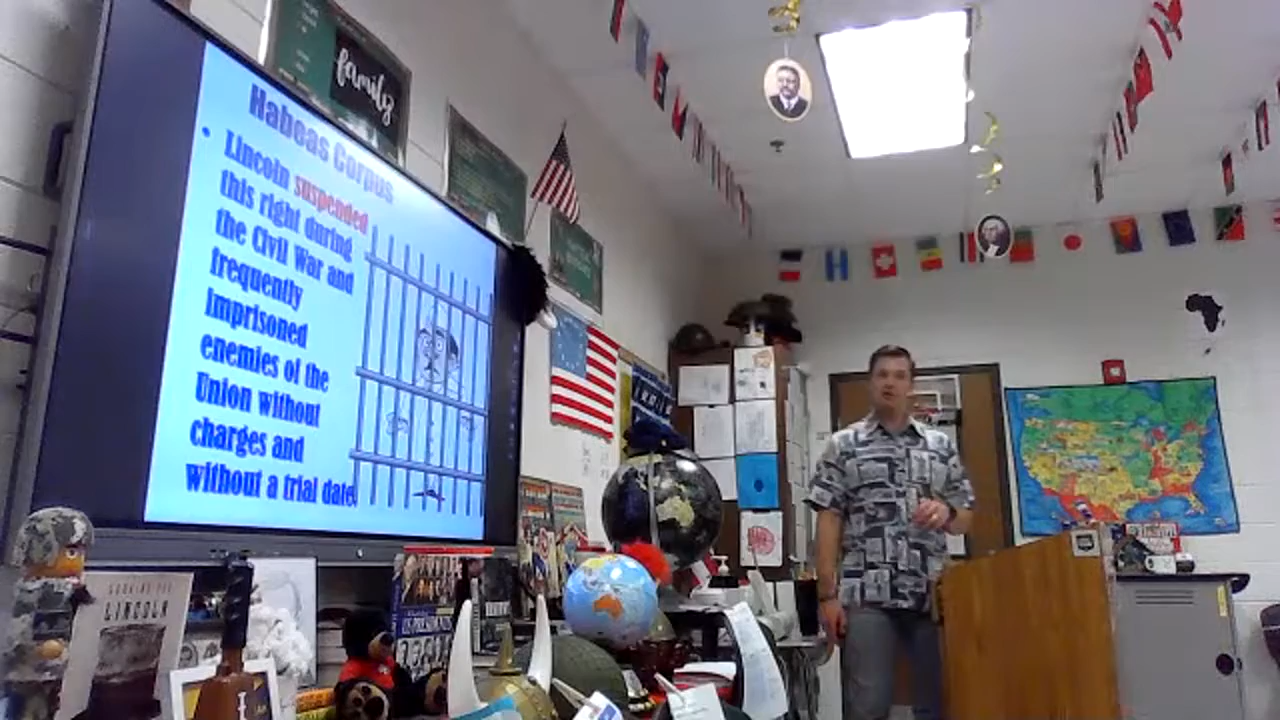 family
Habeas Corpus
• Lincoln suspended
this right during
the Civil War and
frequently
imprisoned
enemies of the
Union without
charges and
without a trial date.
LINCOLN